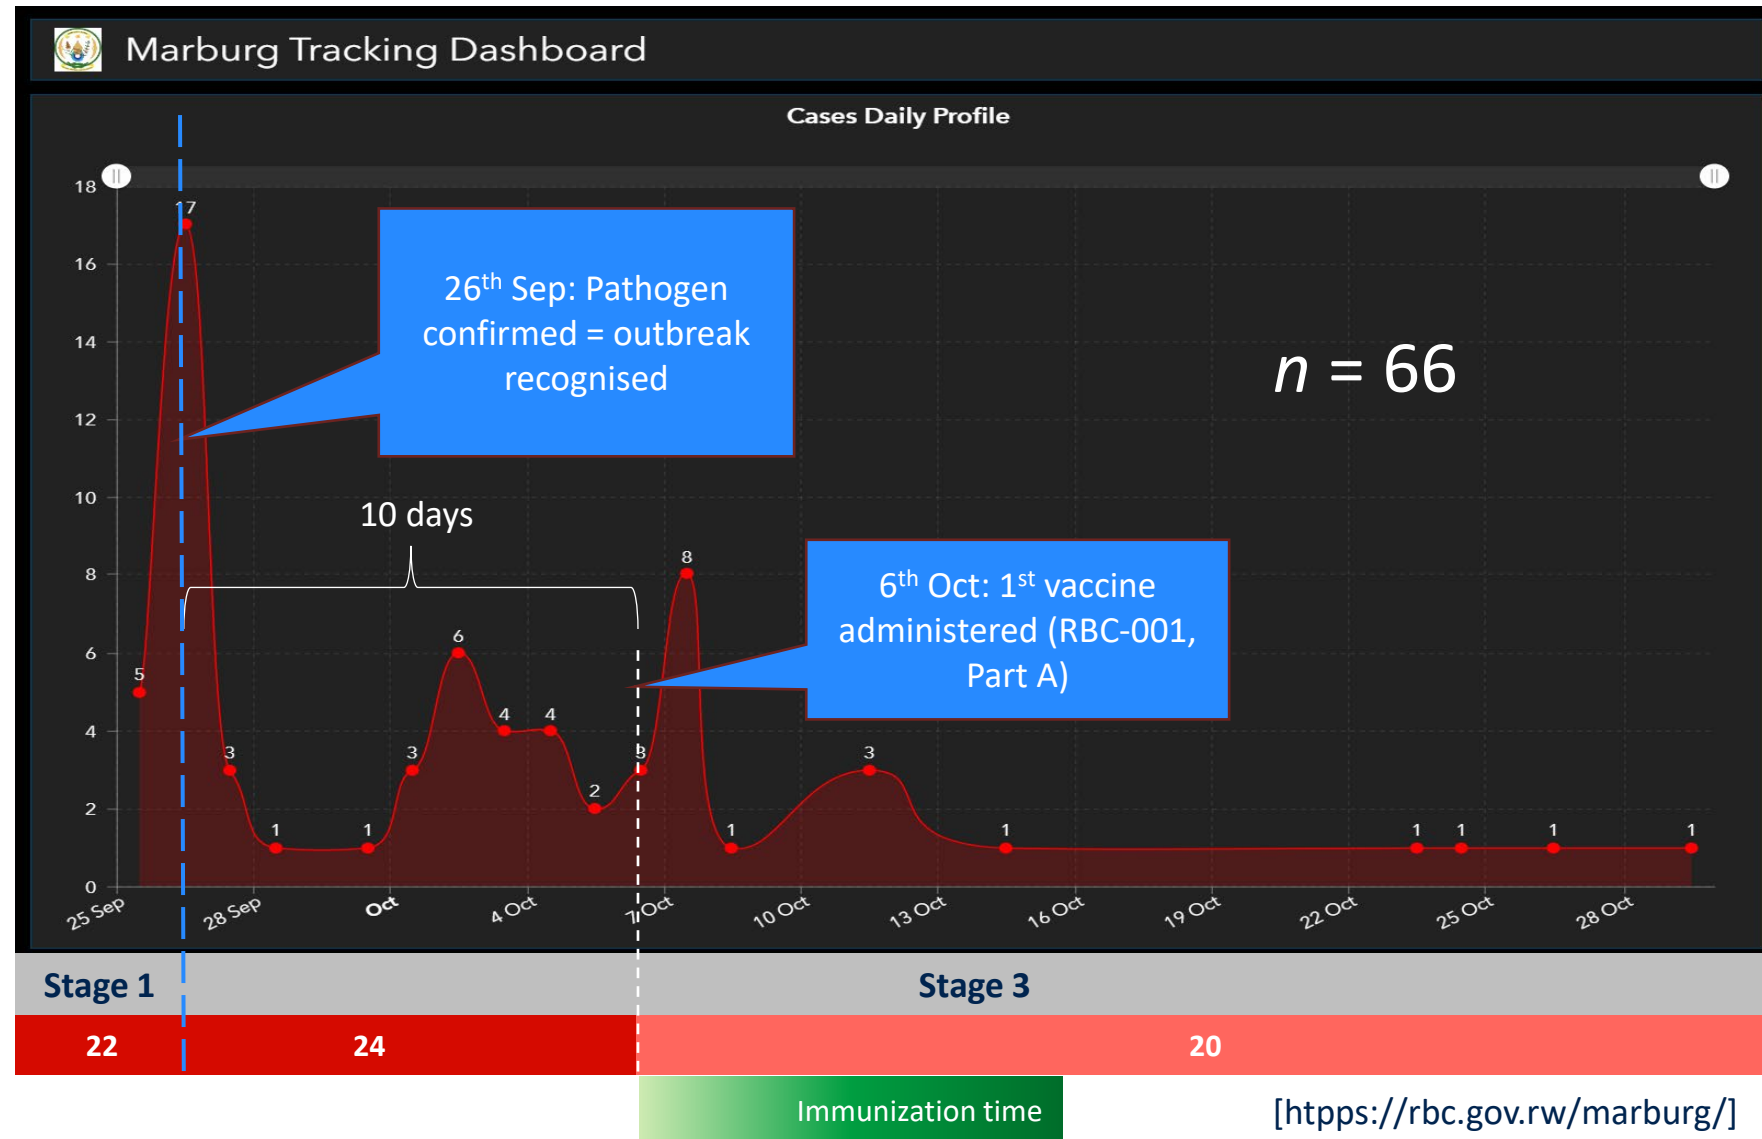 Marburg Tracking Dashboard
Cases Daily Profile
18
16
14
12
10
8
6
4
2
0
5
17
3
1
1
3
6
4
4
2
3
8
1
3
1
1
1
1
1
26th Sep: Pathogen
confirmed = outbreak
recognised
n = 66
10 days
6th Oct: 1st vaccine
administered (RBC-001,
Part A)
25 Sep
28 Sep
Oct
4 Oct
7 Oct
10 Oct
13 Oct
16 Oct
19 Oct
22 Oct
25 Oct
28 Oct
Stage 1
Stage 3
22
24
20
Immunization time
[htpps://rbc.gov.rw/marburg/]